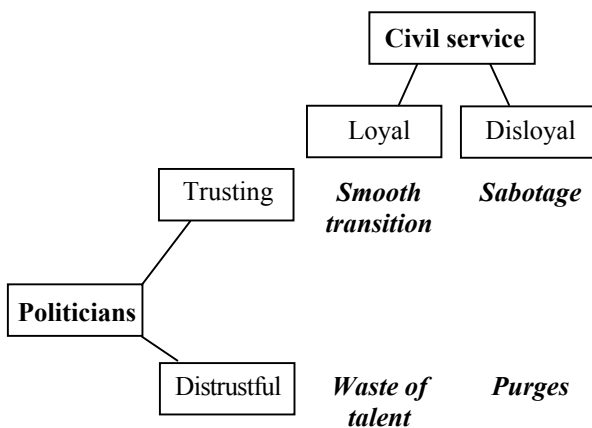 Civil service
Loyal
Disloyal
Trusting
Smooth
transition
Sabotage
Politicians
Distrustful
Waste of
talent
Purges